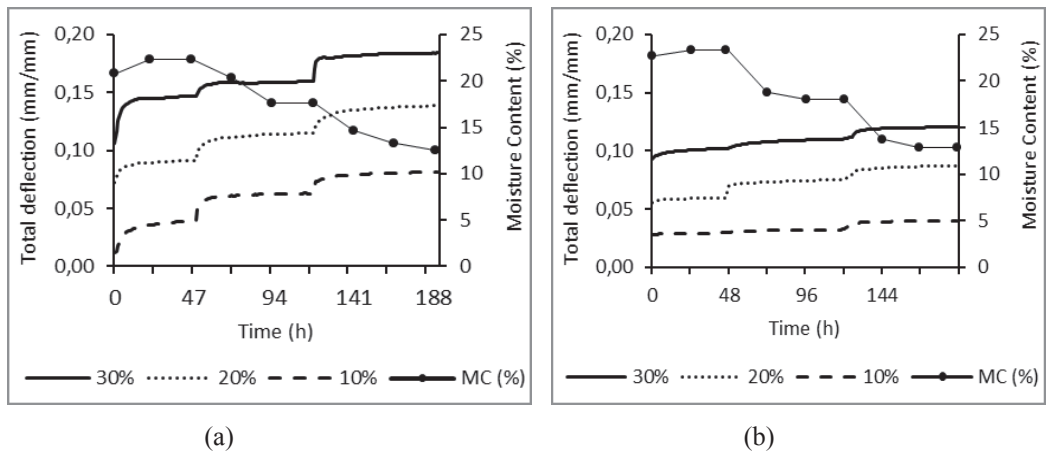 Total deflection (mm/mm)
0,20
0,15
0,10
0,05
0,00
25
20
15
10
5
0
Moisture Content (%)
0 47 94 141 188
Time (h)
30% 20% 10% MC (%)
(a)
Total deflection (mm/mm)
0,20
0,15
0,10
0,05
0,00
25
20
15
10
5
0
Moisture Content (%)
0 48 96 144
Time (h)
30% 20% 10% MC (%)
(b)